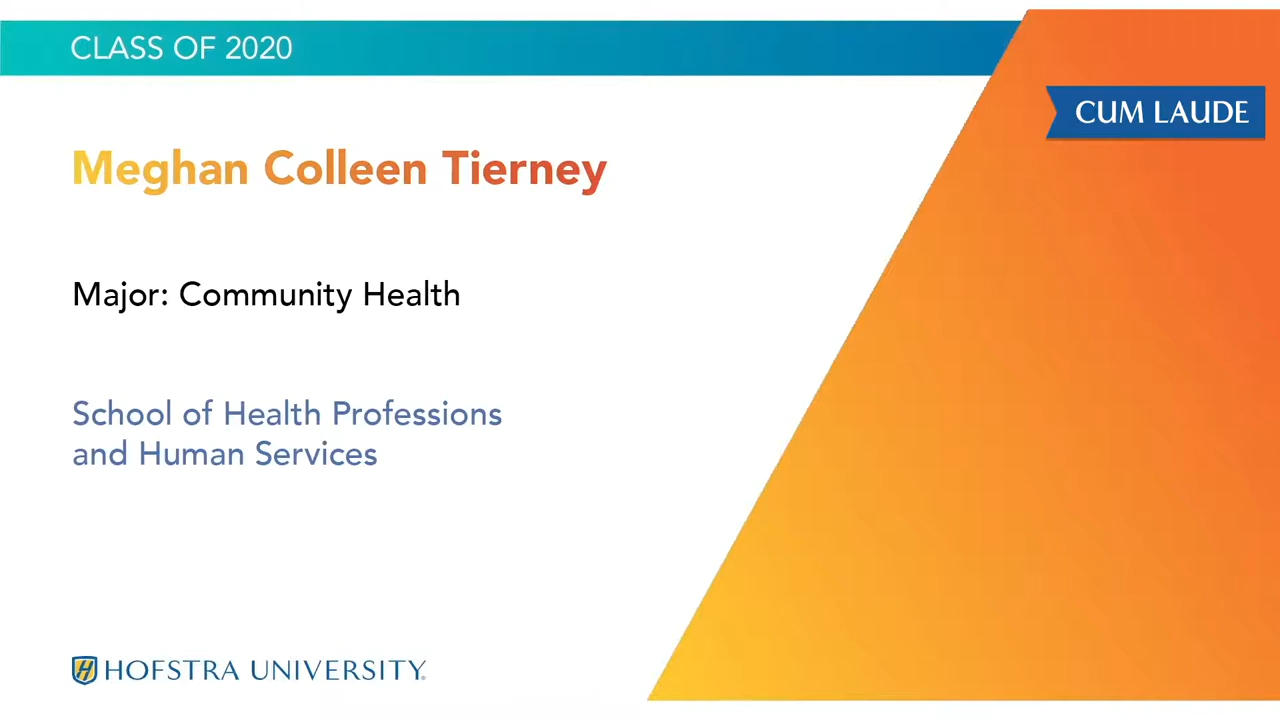 CLASS OF 2020
CUM LAUDE
Meghan Colleen Tierney
Major: Community Health
School of Health Professions
and Human Services
HOFSTRA UNIVERSITY®